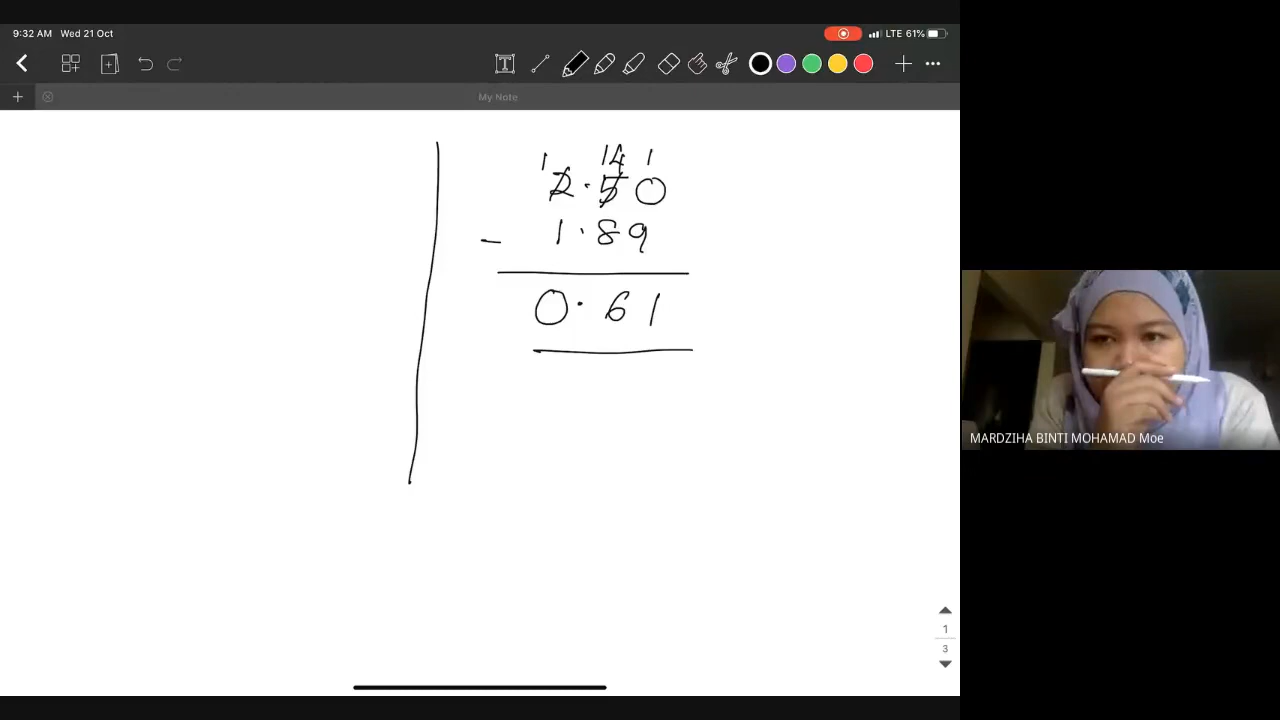 9:32 AM Wed 21 Oct
LTE 61%
My Note
1 14 1
2.50
- 1.89
0.61
MARDZIHA BINTI MOHAMAD Moe
1
3